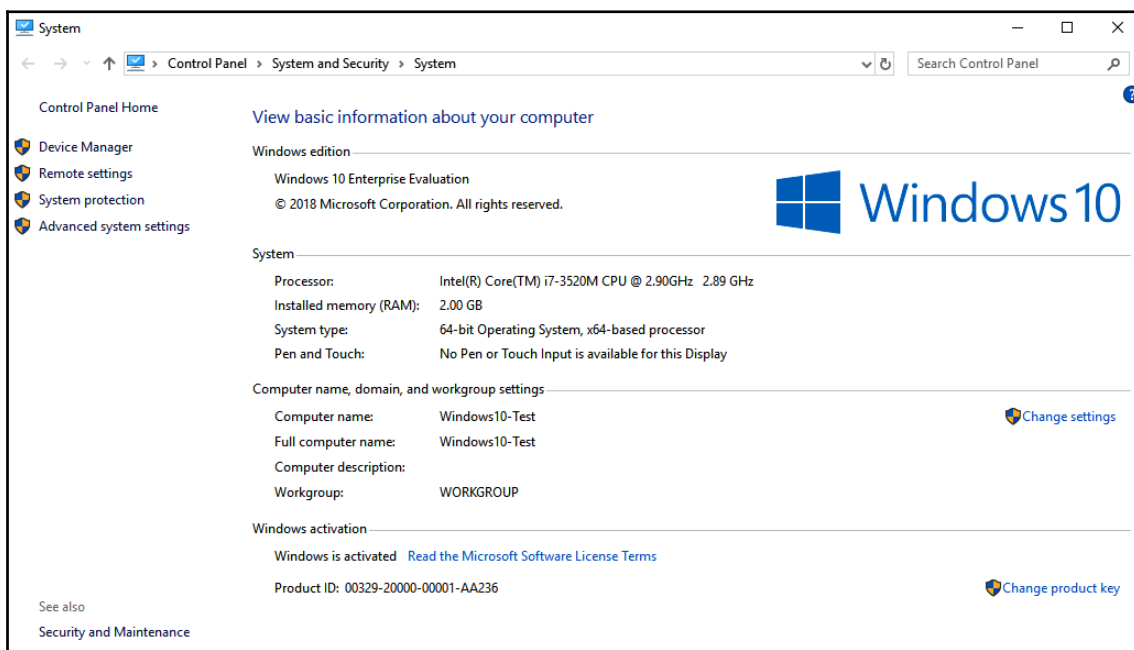 System
Control Panel > System and Security > System
Search Control Panel
Control Panel Home
Device Manager
Remote settings
System protection
Advanced system settings
See also
Security and Maintenance
View basic information about your computer
Windows edition
Windows 10 Enterprise Evaluation
© 2018 Microsoft Corporation. All rights reserved.
Windows 10
System
Processor: Intel(R) Core(TM) i7-3520M CPU @ 2.90GHz 2.89 GHz
Installed memory (RAM): 2.00 GB
System type: 64-bit Operating System, x64-based processor
Pen and Touch: No Pen or Touch Input is available for this Display
Computer name, domain, and workgroup settings
Computer name: Windows10-Test Change settings
Full computer name: Windows10-Test
Computer description:
Workgroup: WORKGROUP
Windows activation
Windows is activated Read the Microsoft Software License Terms
Product ID: 00329-20000-00001-AA236 Change product key